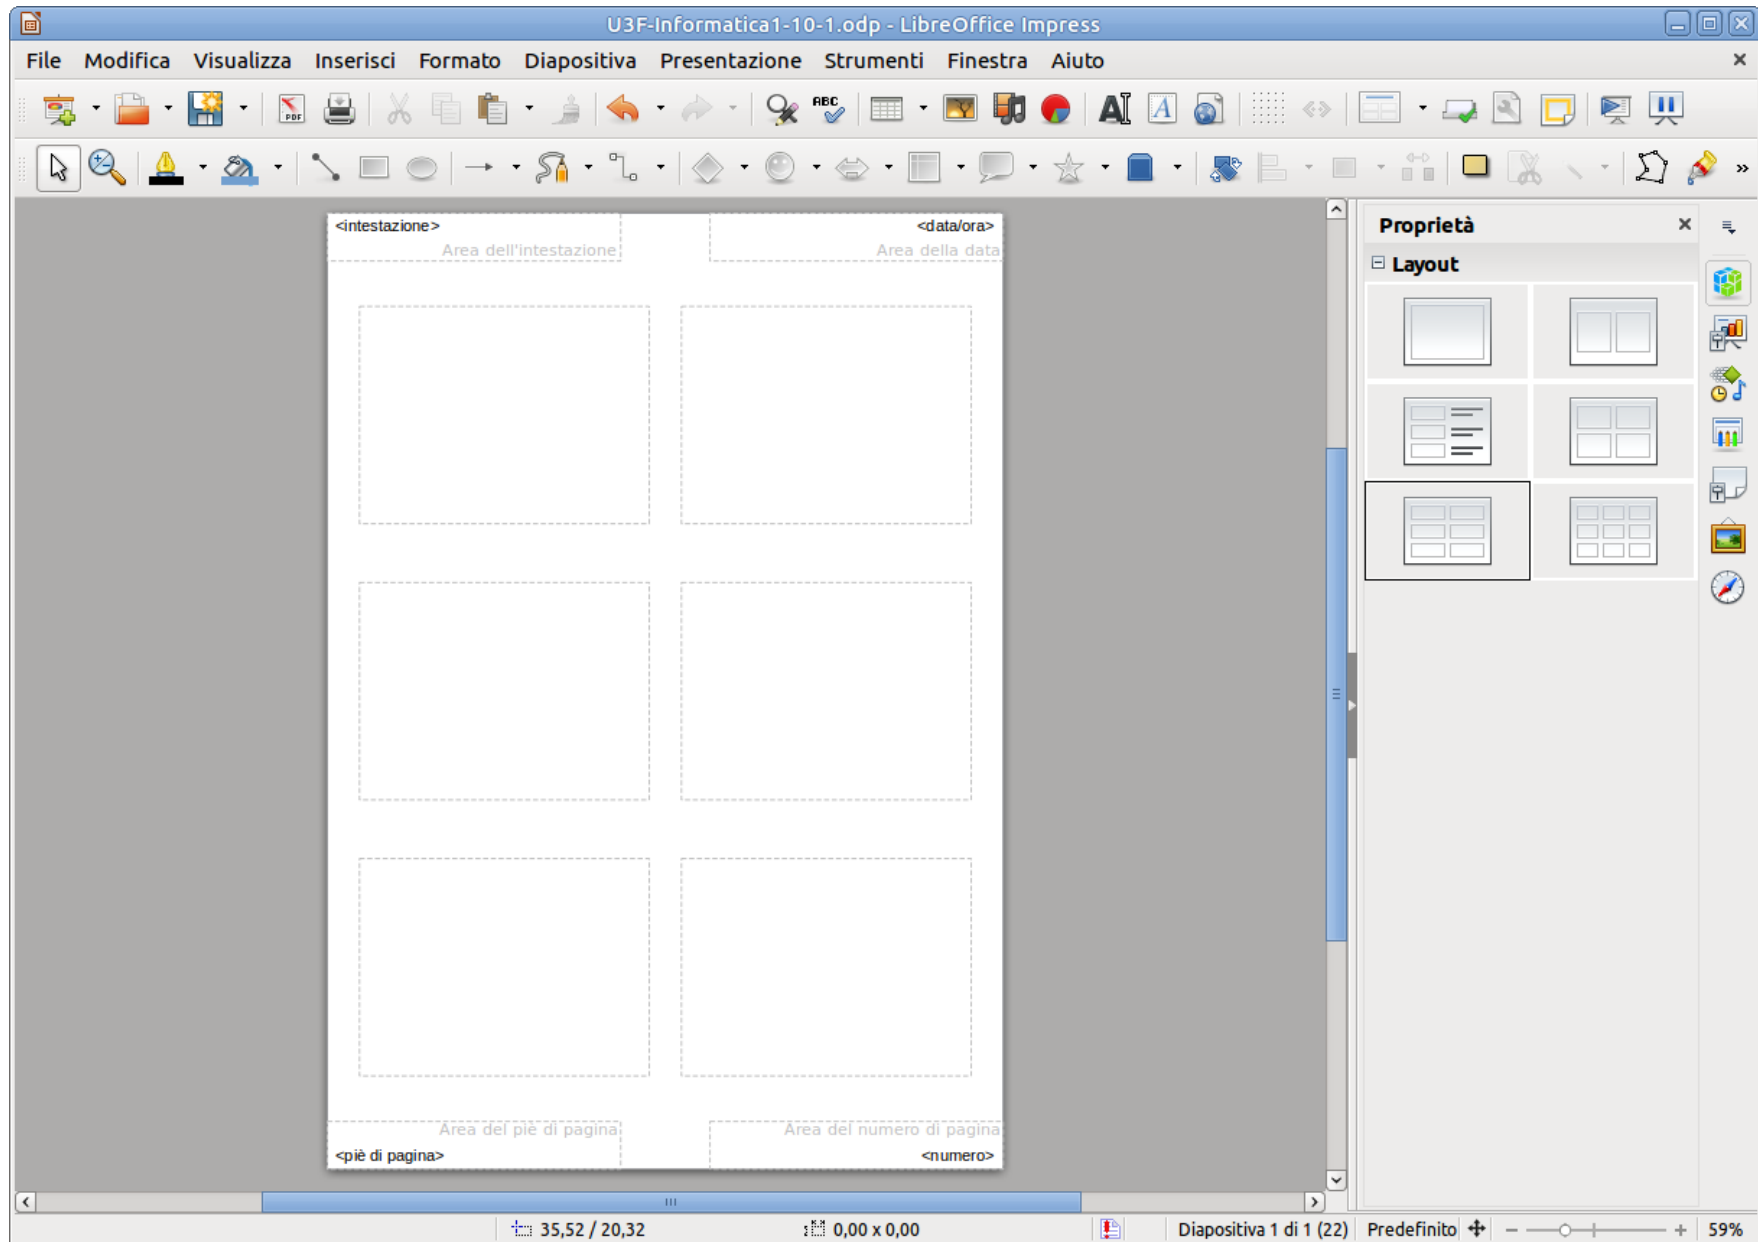 U3F-Informatica1-10-1.odp - LibreOffice Impress
File Modifica Visualizza Inserisci Formato Diapositiva Presentazione Strumenti Finestra Aiuto
PDF
ABC
AI
A
<intestazione>
<data/ora>
Area dell'intestazione
Area della data
Area del piè di pagina
Area del numero di pagina
<piè di pagina>
<numero>
Proprietà
Layout
35,52 / 20,32
0,00 x 0,00
Diapositiva 1 di 1 (22)
Predefinito
59%